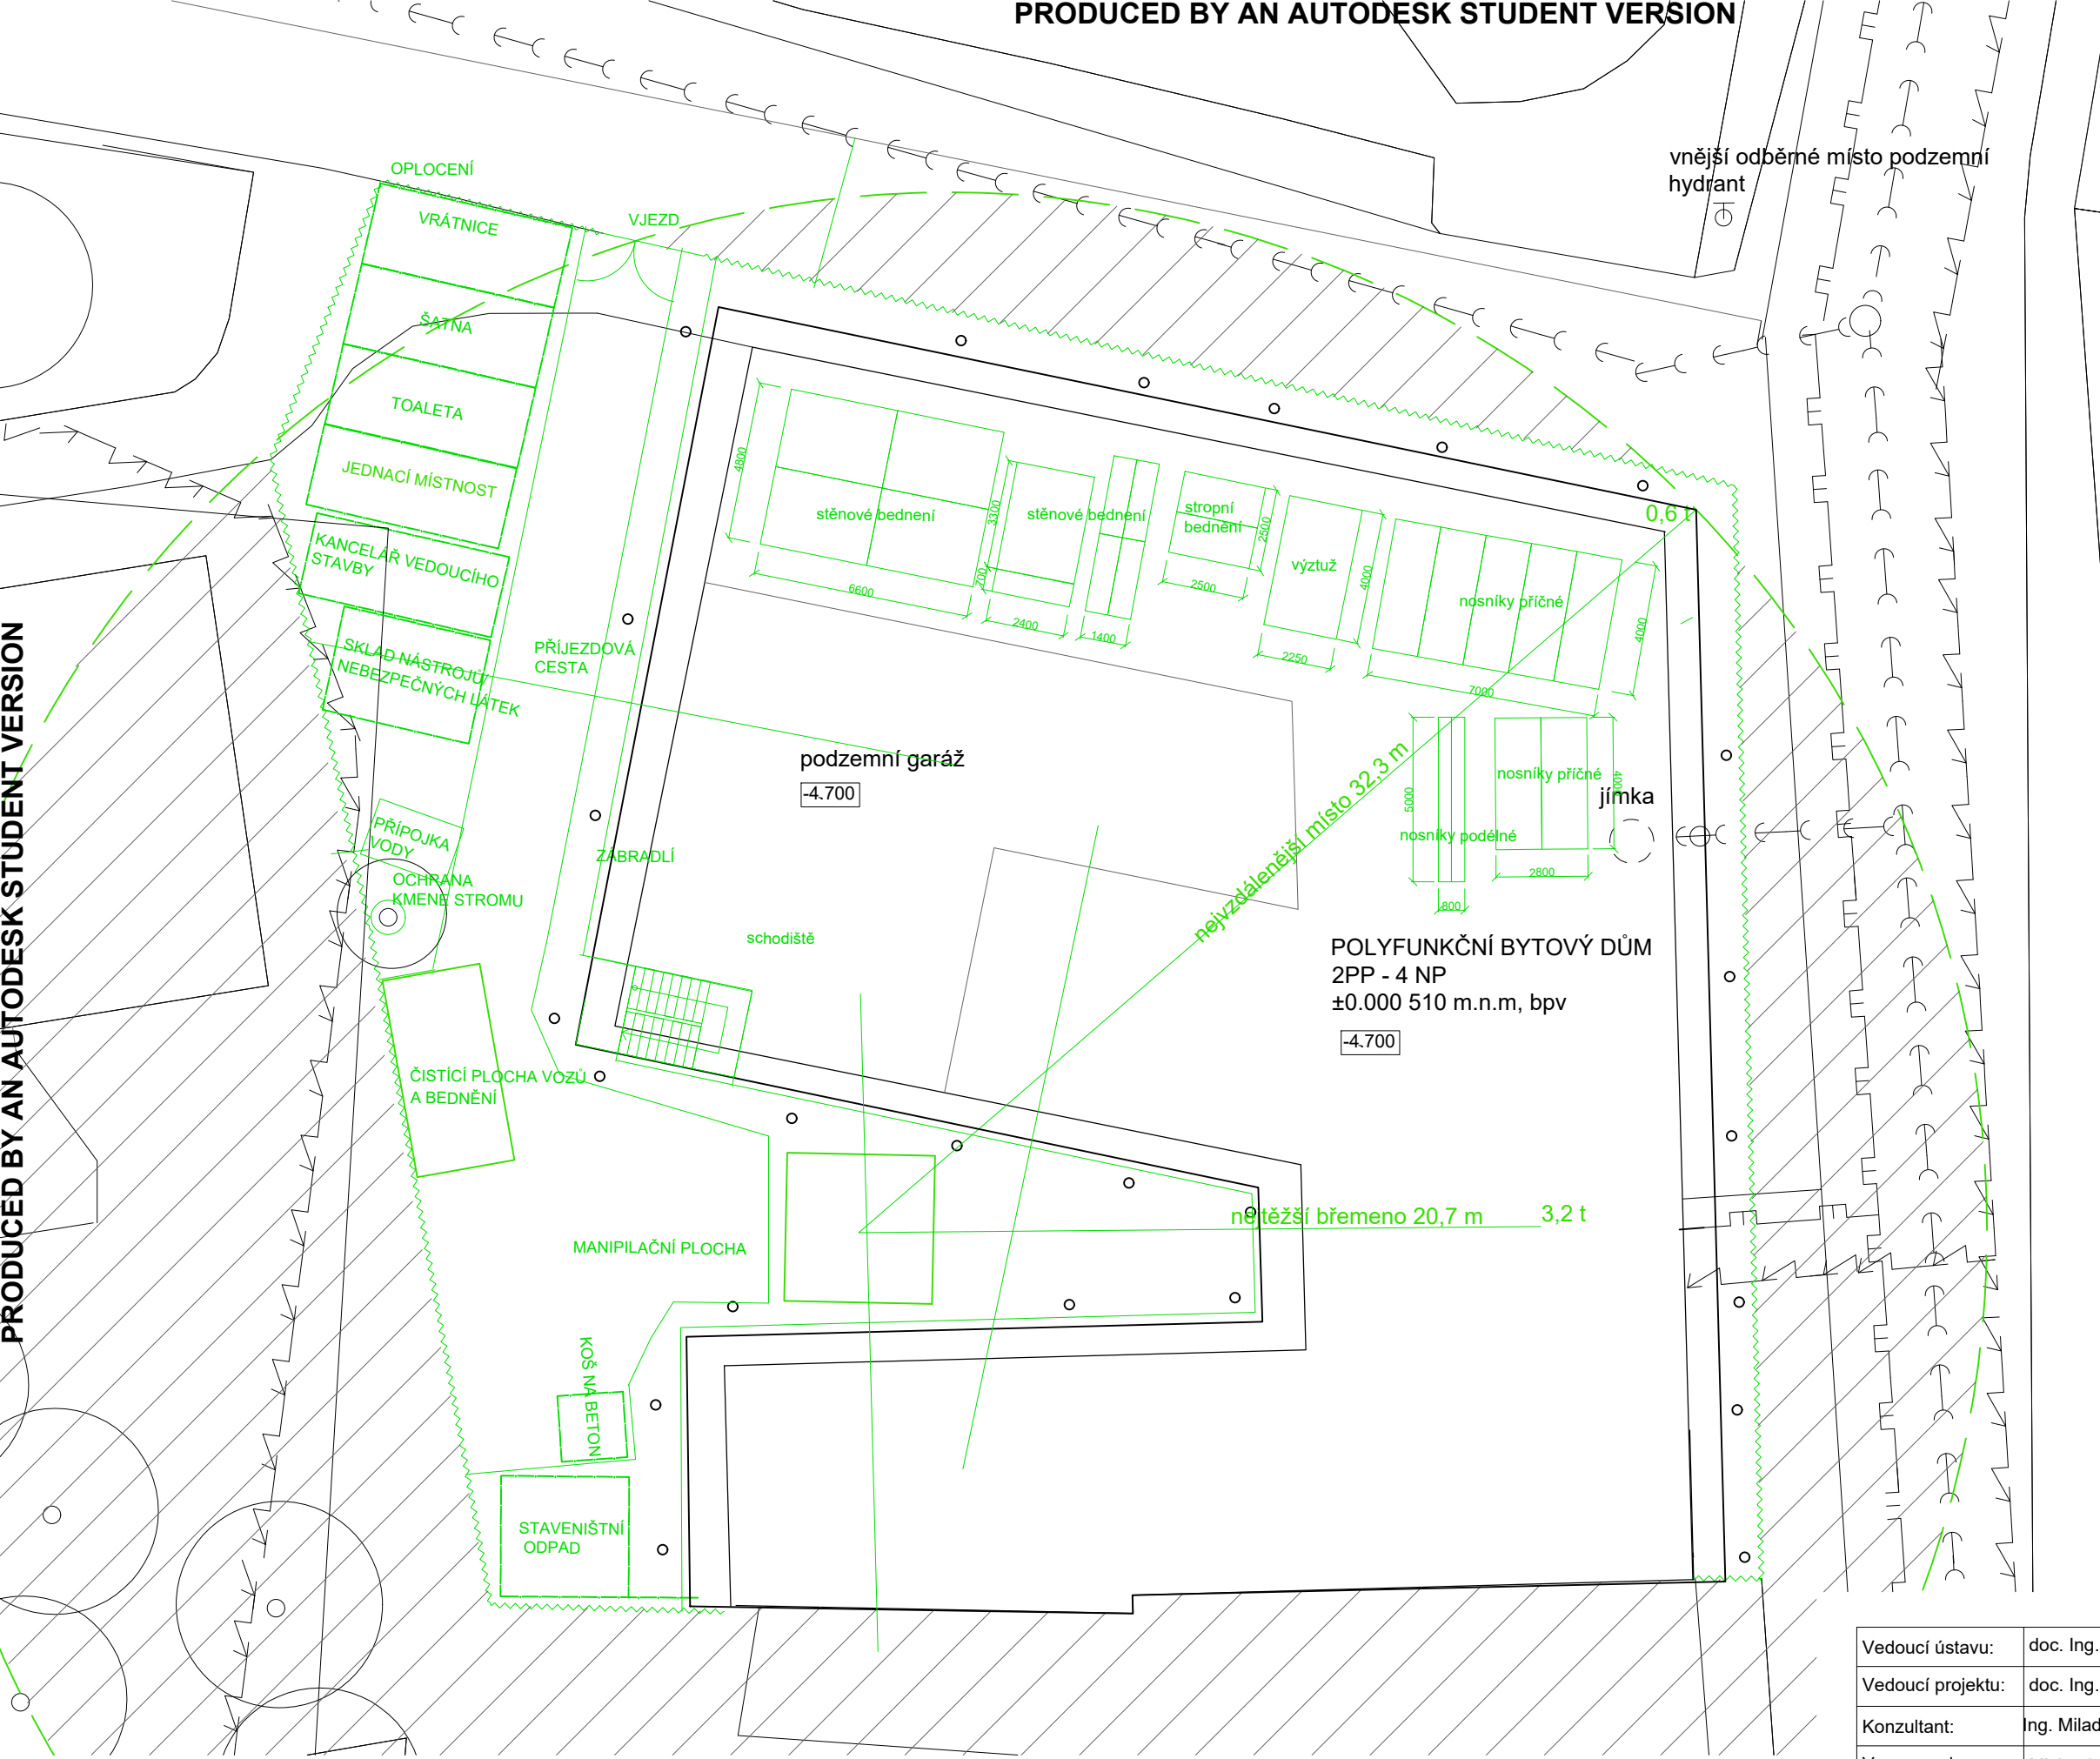 PRODUCED BY AN AUTODESK STUDENT VERSION
PRODUCED BY AN AUTODESK STUDENT VERSION
vnější odběrné místo podzemní
hydrant
OPLOCENÍ
VRÁTNICE
VJEZD
ŠATNA
TOALETA
JEDNACÍ MÍSTNOST
KANCELÁŘ VEDOUCÍHO
STAVBY
SKLAD NÁSTROJŮ/
NEBEZPEČNÝCH LÁTEK
PŘÍJEZDOVÁ
CESTA
4800
stěnové bednení
6600
3300
700
stěnové bednení
2400
1400
stropní
bednění
2500
2500
výztuž
4000
2250
0,6 t
nosníky příčné
4000
7000
podzemní garáž
-4.700
nejvzdálenější místo 32,3 m
5000
nosníky podélné
800
nosníky příčné
4000
2800
jímka
PŘÍPOJKA
VODY
ZÁBRADLÍ
OCHRANA
KMENE STROMU
schodiště
POLYFUNKČNÍ BYTOVÝ DŮM
2PP - 4 NP
±0.000 510 m.n.m, bpv
-4.700
ČISTÍCÍ PLOCHA VOZŮ
A BEDNĚNÍ
nejtěžší břemeno 20,7 m
3,2 t
MANIPILAČNÍ PLOCHA
KOŠ NA BETON
STAVENIŠTNÍ
ODPAD
Vedoucí ústavu: doc. Ing.
Vedoucí projektu: doc. Ing.
Konzultant: Ing. Milad